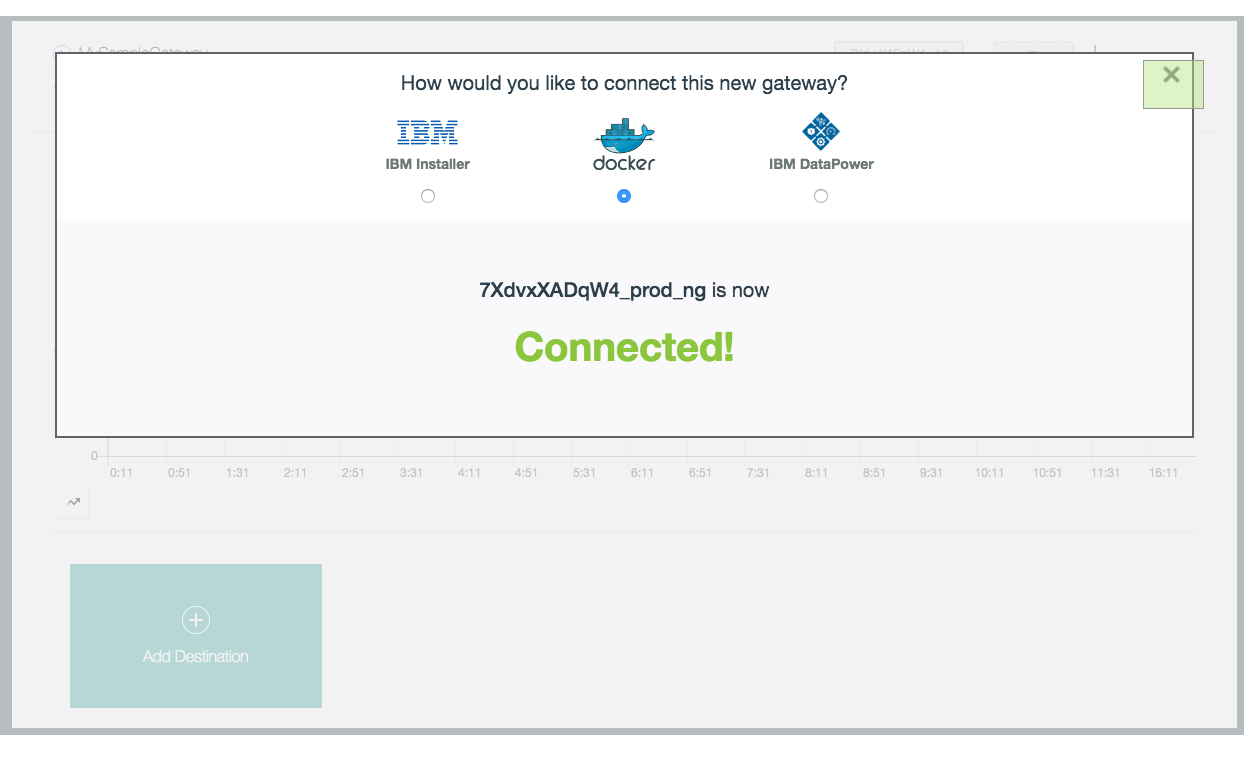 MySampleGateway
How would you like to connect this new gateway?
IBM
IBM Installer
docker
IBM DataPower
7XdvxXADqW4_prod_ng is now
Connected!
0
0:11 0:51 1:31 2:11 2:51 3:31 4:11 4:51 5:31 6:11 6:51 7:31 8:11 8:51 9:31 10:11 10:51 11:31 16:11
Add Destination